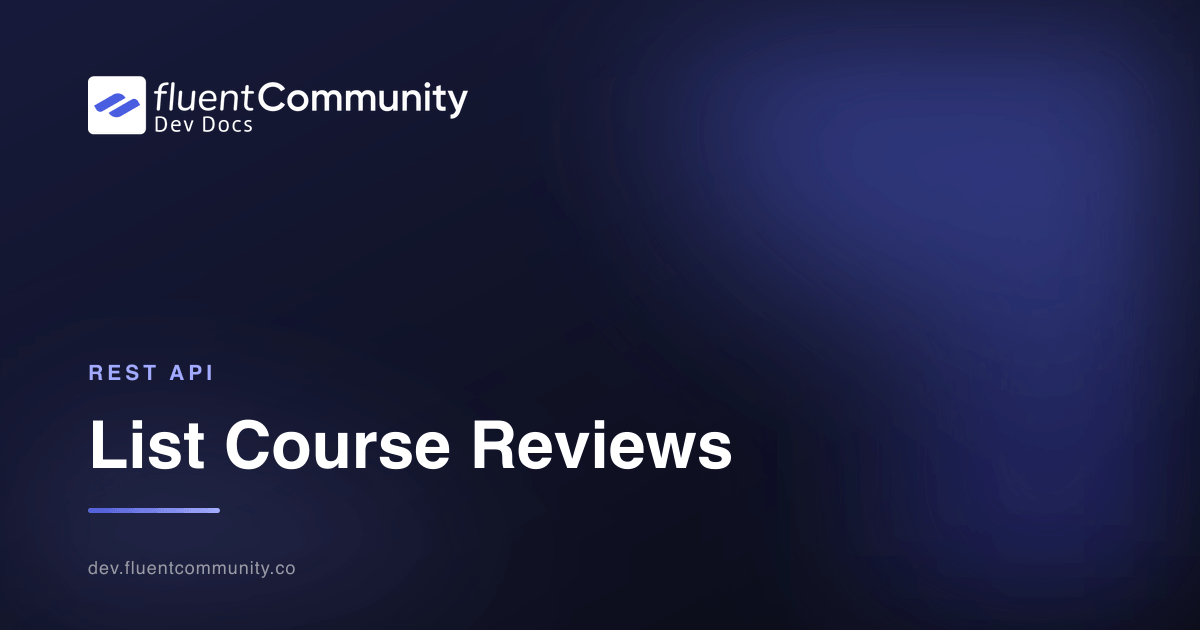 fluentCommunity
Dev Docs
REST API
List Course Reviews
dev.fluentcommunity.co